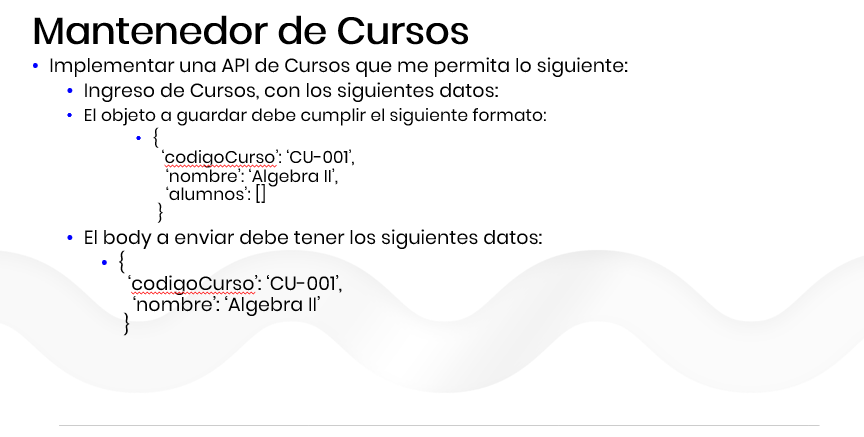 Mantenedor de Cursos
• Implementar una API de Cursos que me permita lo siguiente:
• Ingreso de Cursos, con los siguientes datos:
• El objeto a guardar debe cumplir el siguiente formato:
• {
‘codigoCurso’: ‘CU-001’,
‘nombre’: ‘Algebra II’,
‘alumnos’: []
}
• El body a enviar debe tener los siguientes datos:
• {
‘codigoCurso’: ‘CU-001’,
‘nombre’: ‘Algebra II’
}